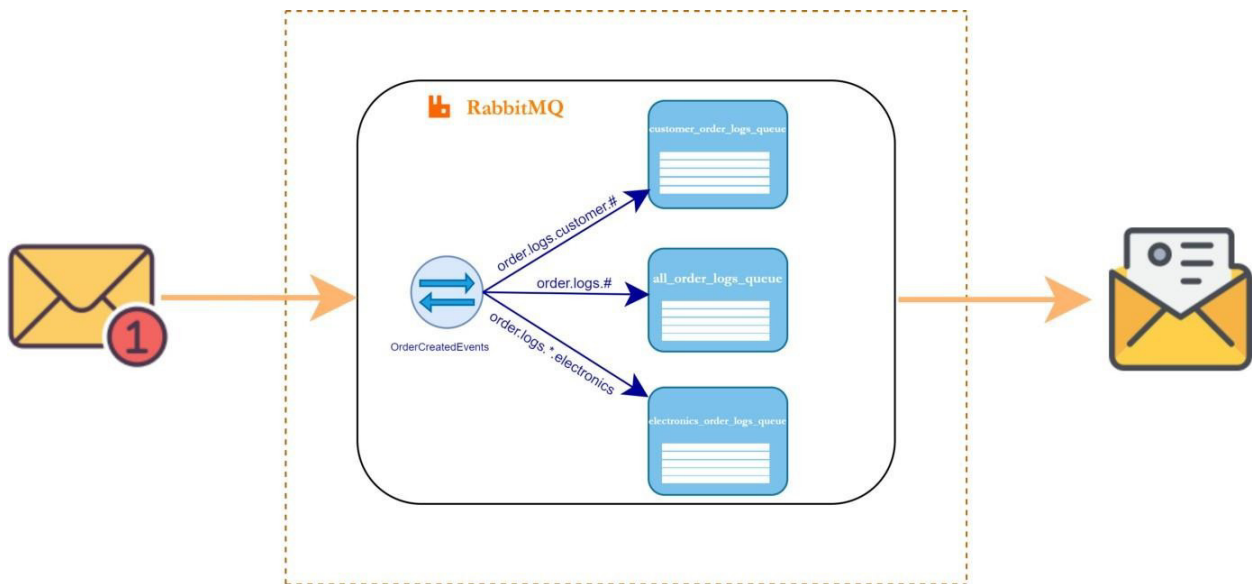 RabbitMQ
customer_order_logs_queue
order.logs.customer.#
order.logs.#
all_order_logs_queue
OrderCreatedEvents
order.logs.*.electronics
electronics_order_logs_queue
1